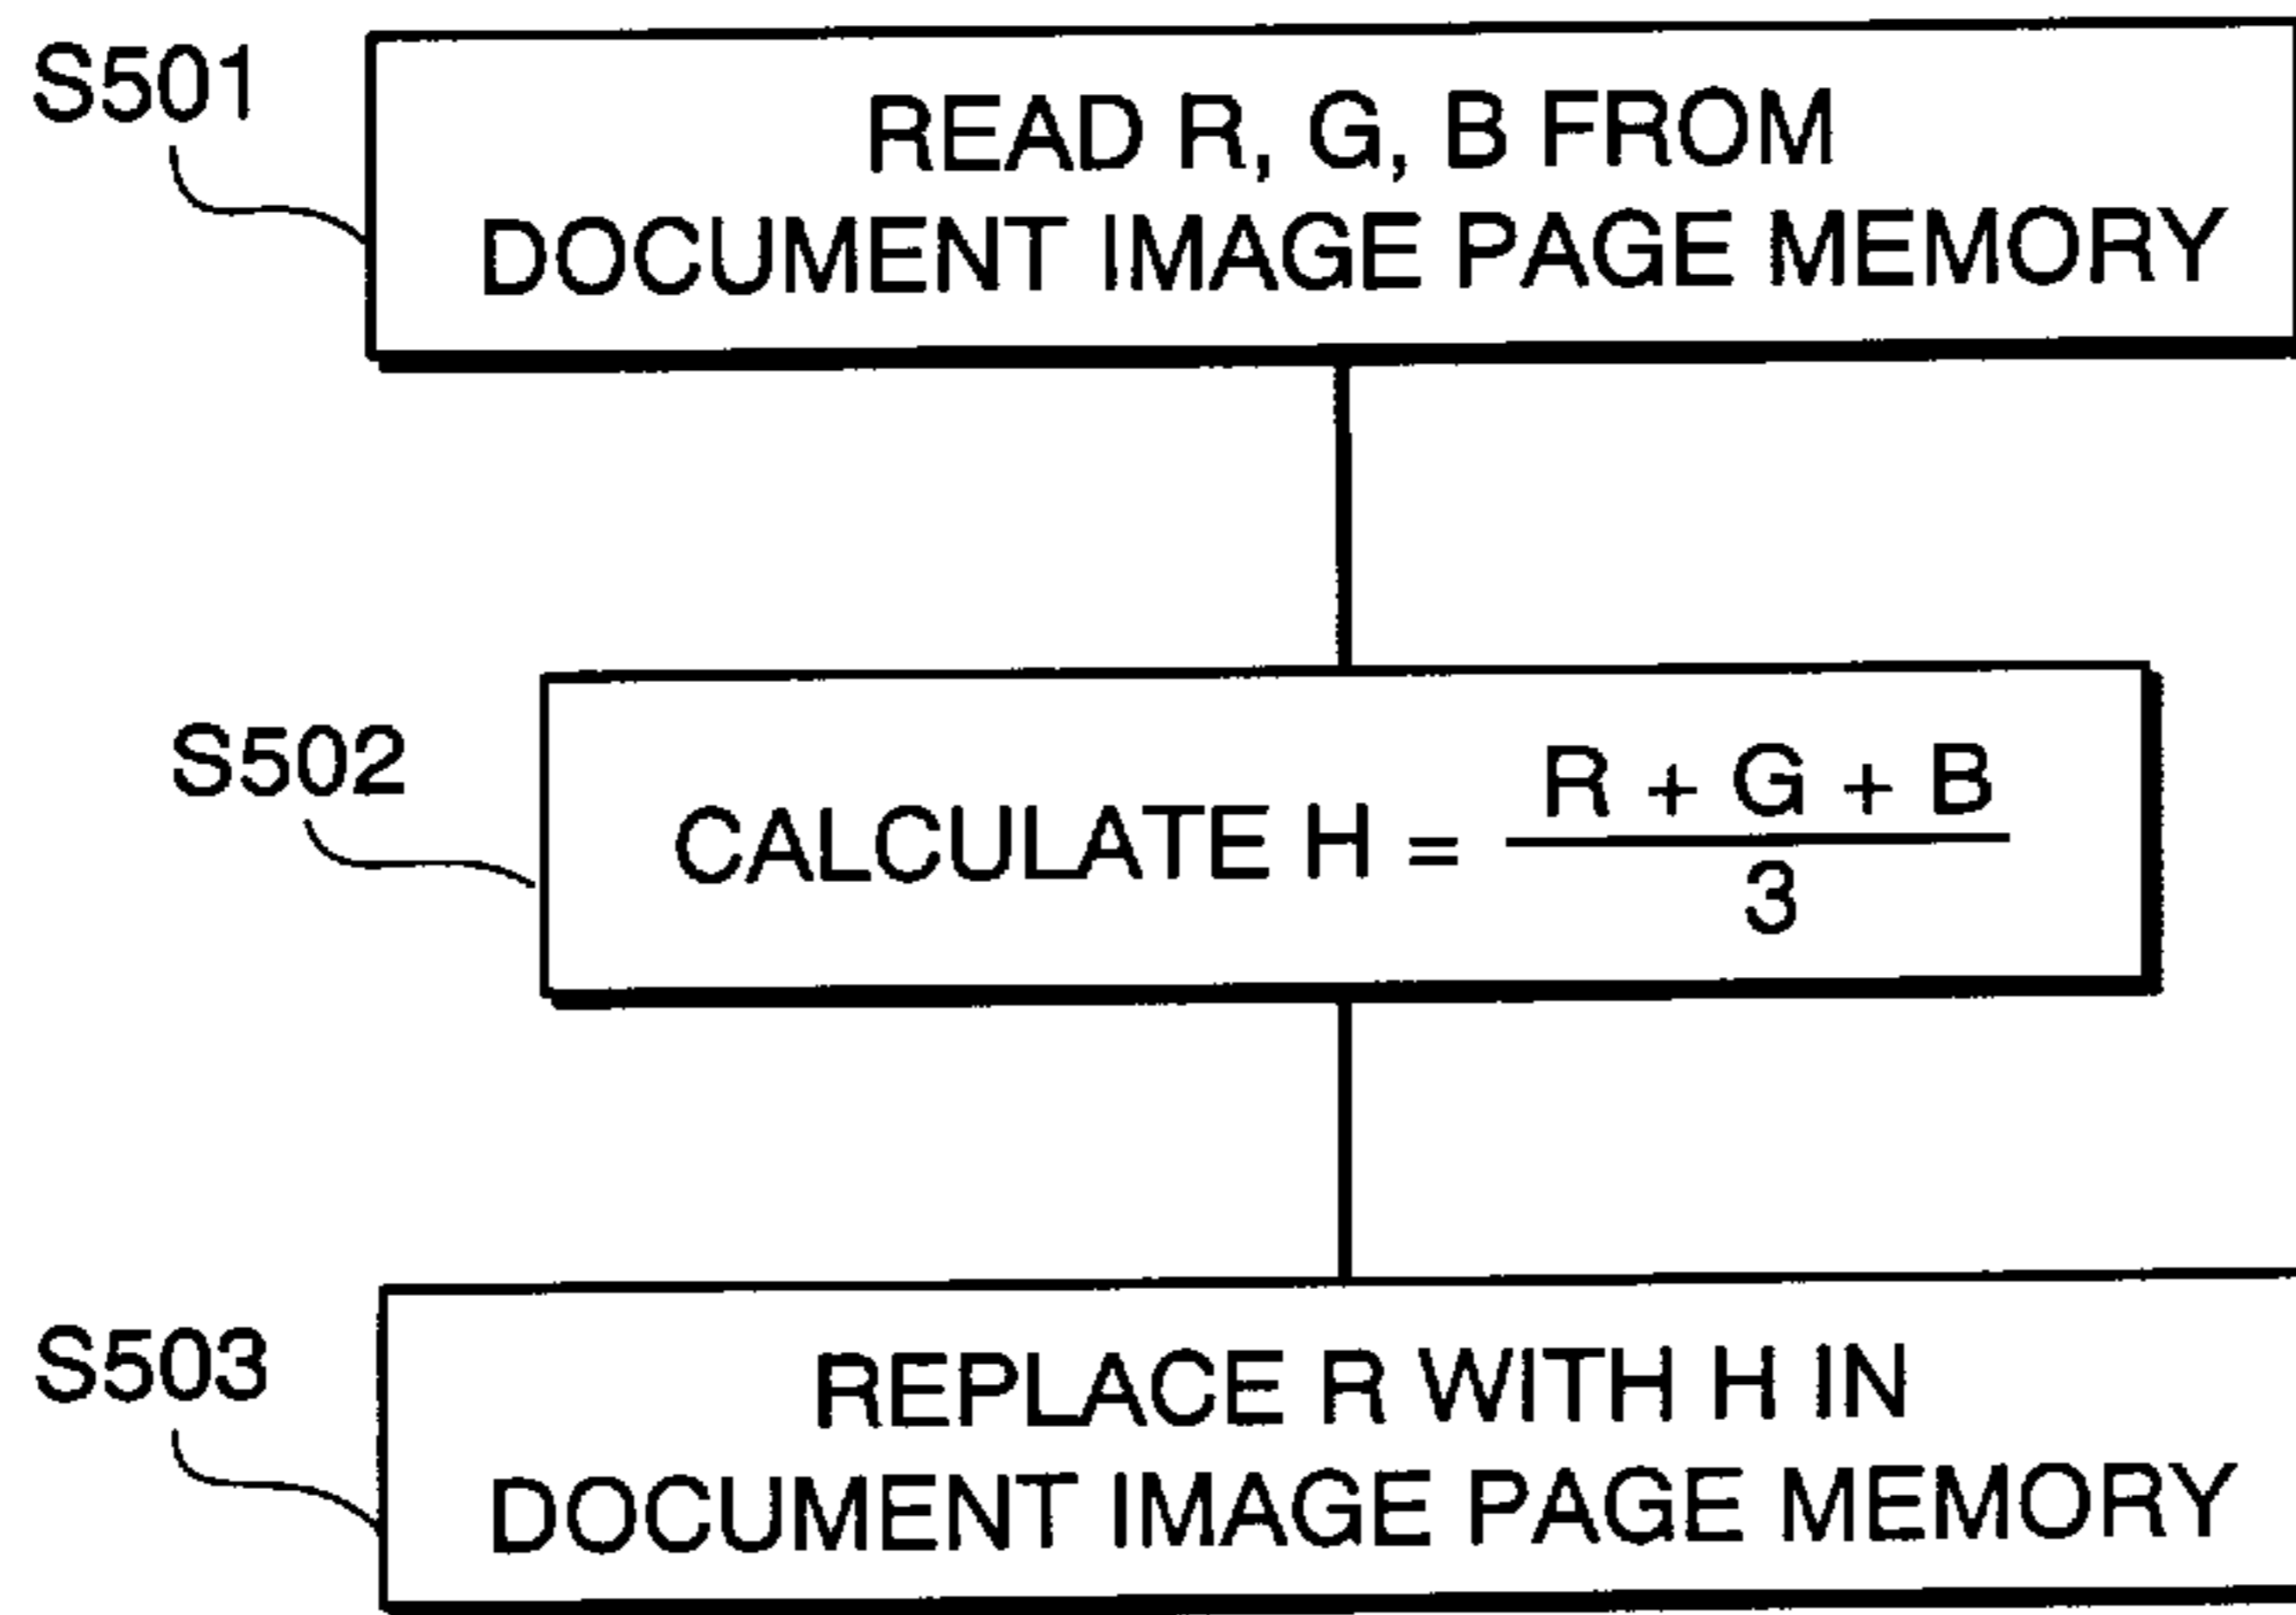 S501
READ R, G, B FROM
DOCUMENT IMAGE PAGE MEMORY
S502
CALCULATE H = R + G + B
3
S503
REPLACE R WITH H IN
DOCUMENT IMAGE PAGE MEMORY